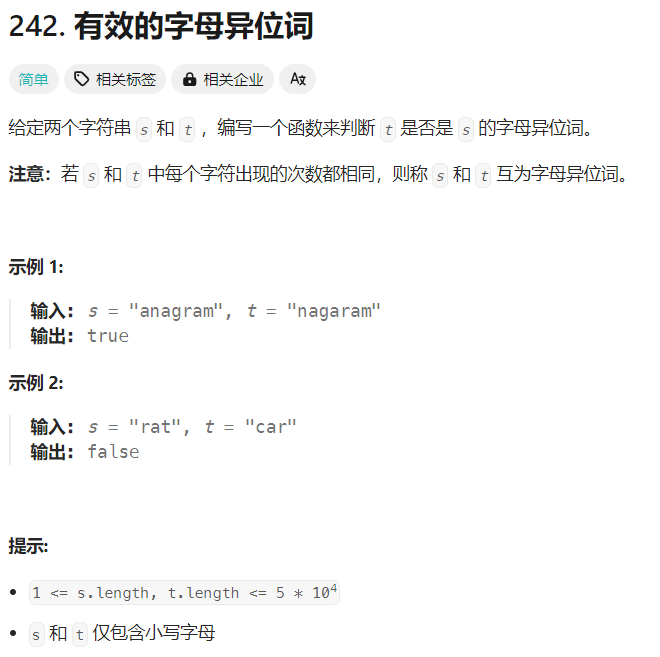 242. 有效的字母异位词
简单 相关标签 相关企业 Ax
给定两个字符串 s 和 t ，编写一个函数来判断 t 是否是 s 的字母异位词。
注意：若 s 和 t 中每个字符出现的次数都相同，则称 s 和 t 互为字母异位词。
示例 1:
输入: s = "anagram", t = "nagaram"
输出: true
示例 2:
输入: s = "rat", t = "car"
输出: false
提示:
• 1 <= s.length, t.length <= 5 * 10⁴
• s 和 t 仅包含小写字母